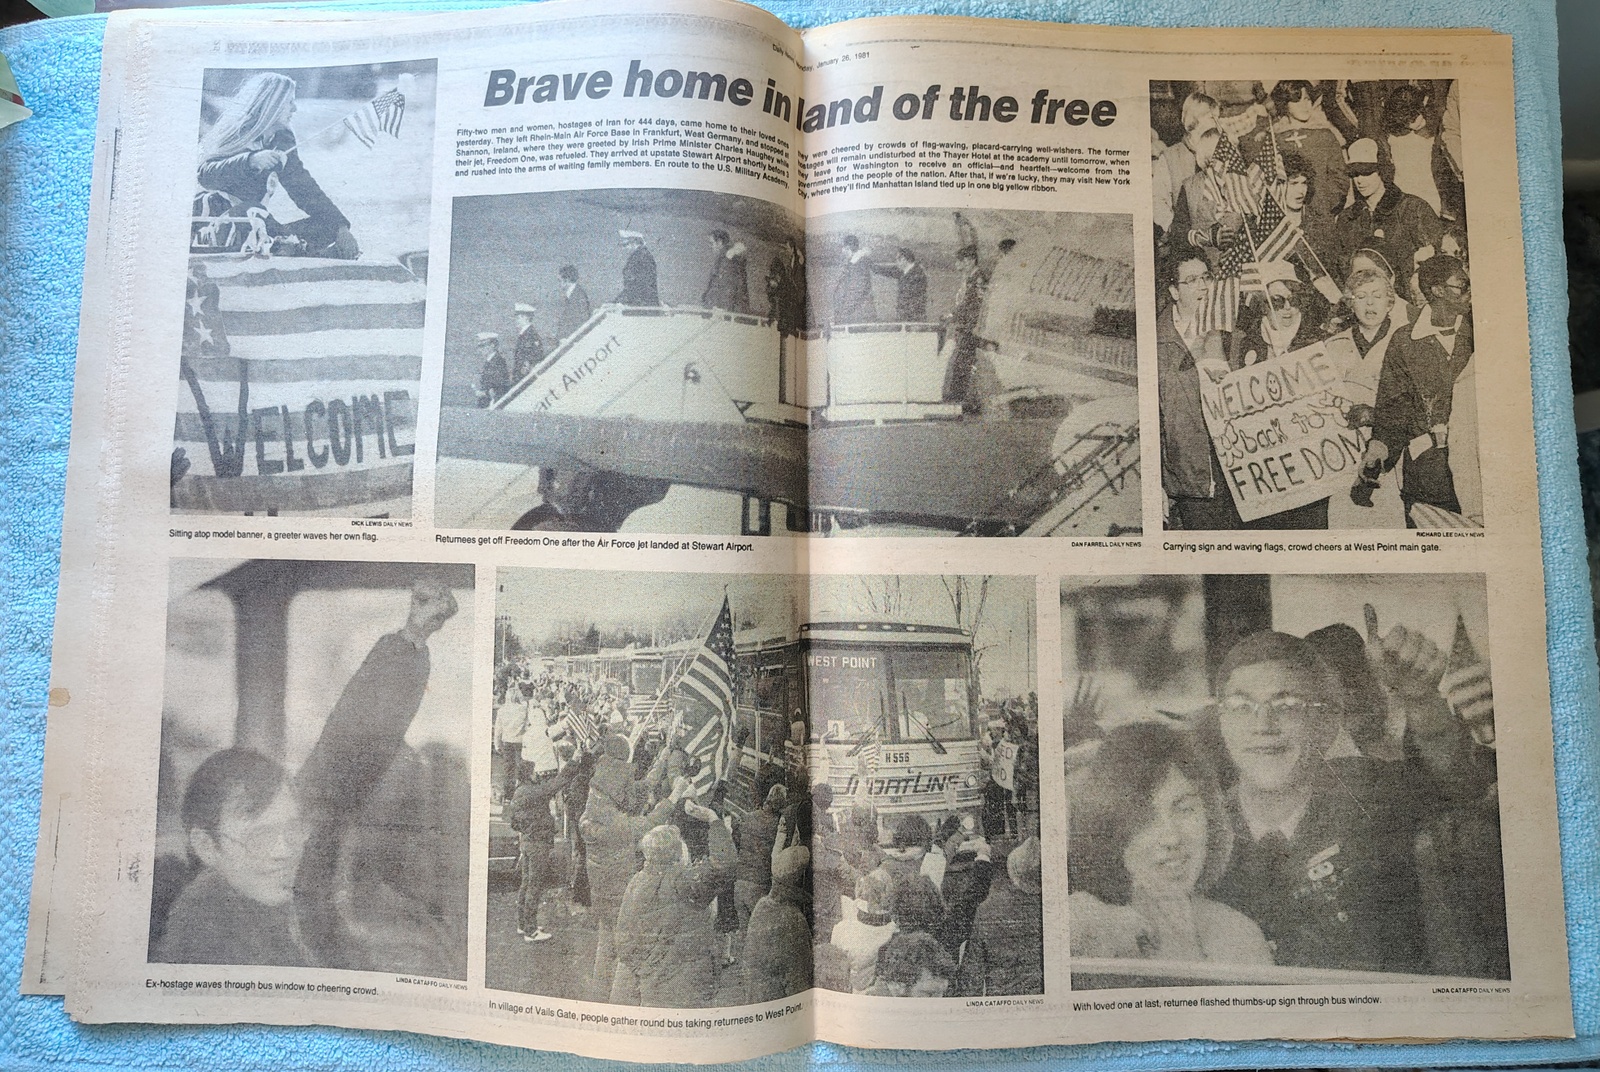 Daily News, Monday, January 26, 1981
Brave home in land of the free
Fifty-two men and women, hostages of Iran for 444 days, came home to their loved ones
yesterday. They left Rhein-Main Air Force Base in Frankfurt, West Germany, and stopped at
Shannon, Ireland, where they were greeted by Irish Prime Minister Charles Haughey while
their jet, Freedom One, was refueled. They arrived at upstate Stewart Airport shortly before 3
and rushed into the arms of waiting family members. En route to the U.S. Military Academy,
they were cheered by crowds of flag-waving, placard-carrying well-wishers. The former
hostages will remain undisturbed at the Thayer Hotel at the academy until tomorrow, when
they leave for Washington to receive an official—and heartfelt—welcome from the
government and the people of the nation. After that, if we're lucky, they may visit New York
City, where they'll find Manhattan Island tied up in one big yellow ribbon.
WELCOME
DICK LEWIS DAILY NEWS
Sitting atop model banner, a greeter waves her own flag.
art Airport
6
DAN FARRELL DAILY NEWS
Returnees get off Freedom One after the Air Force jet landed at Stewart Airport.
WELCOME
back to
FREEDOM
RICHARD LEE DAILY NEWS
Carrying sign and waving flags, crowd cheers at West Point main gate.
LINDA CATAFFO DAILY NEWS
Ex-hostage waves through bus window to cheering crowd.
WEST POINT
H 556
SHORTLINE
LINDA CATAFFO DAILY NEWS
In village of Vails Gate, people gather round bus taking returnees to West Point.
LINDA CATAFFO DAILY NEWS
With loved one at last, returnee flashed thumbs-up sign through bus window.